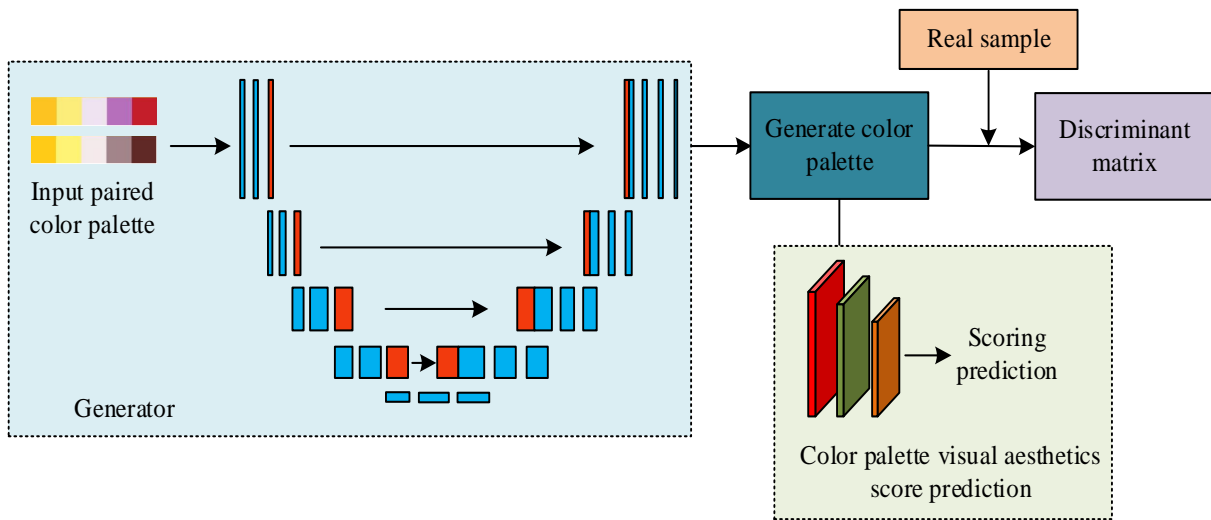 Real sample
Input paired
color palette
Generator
Generate color
palette
Discriminant
matrix
Scoring
prediction
Color palette visual aesthetics
score prediction